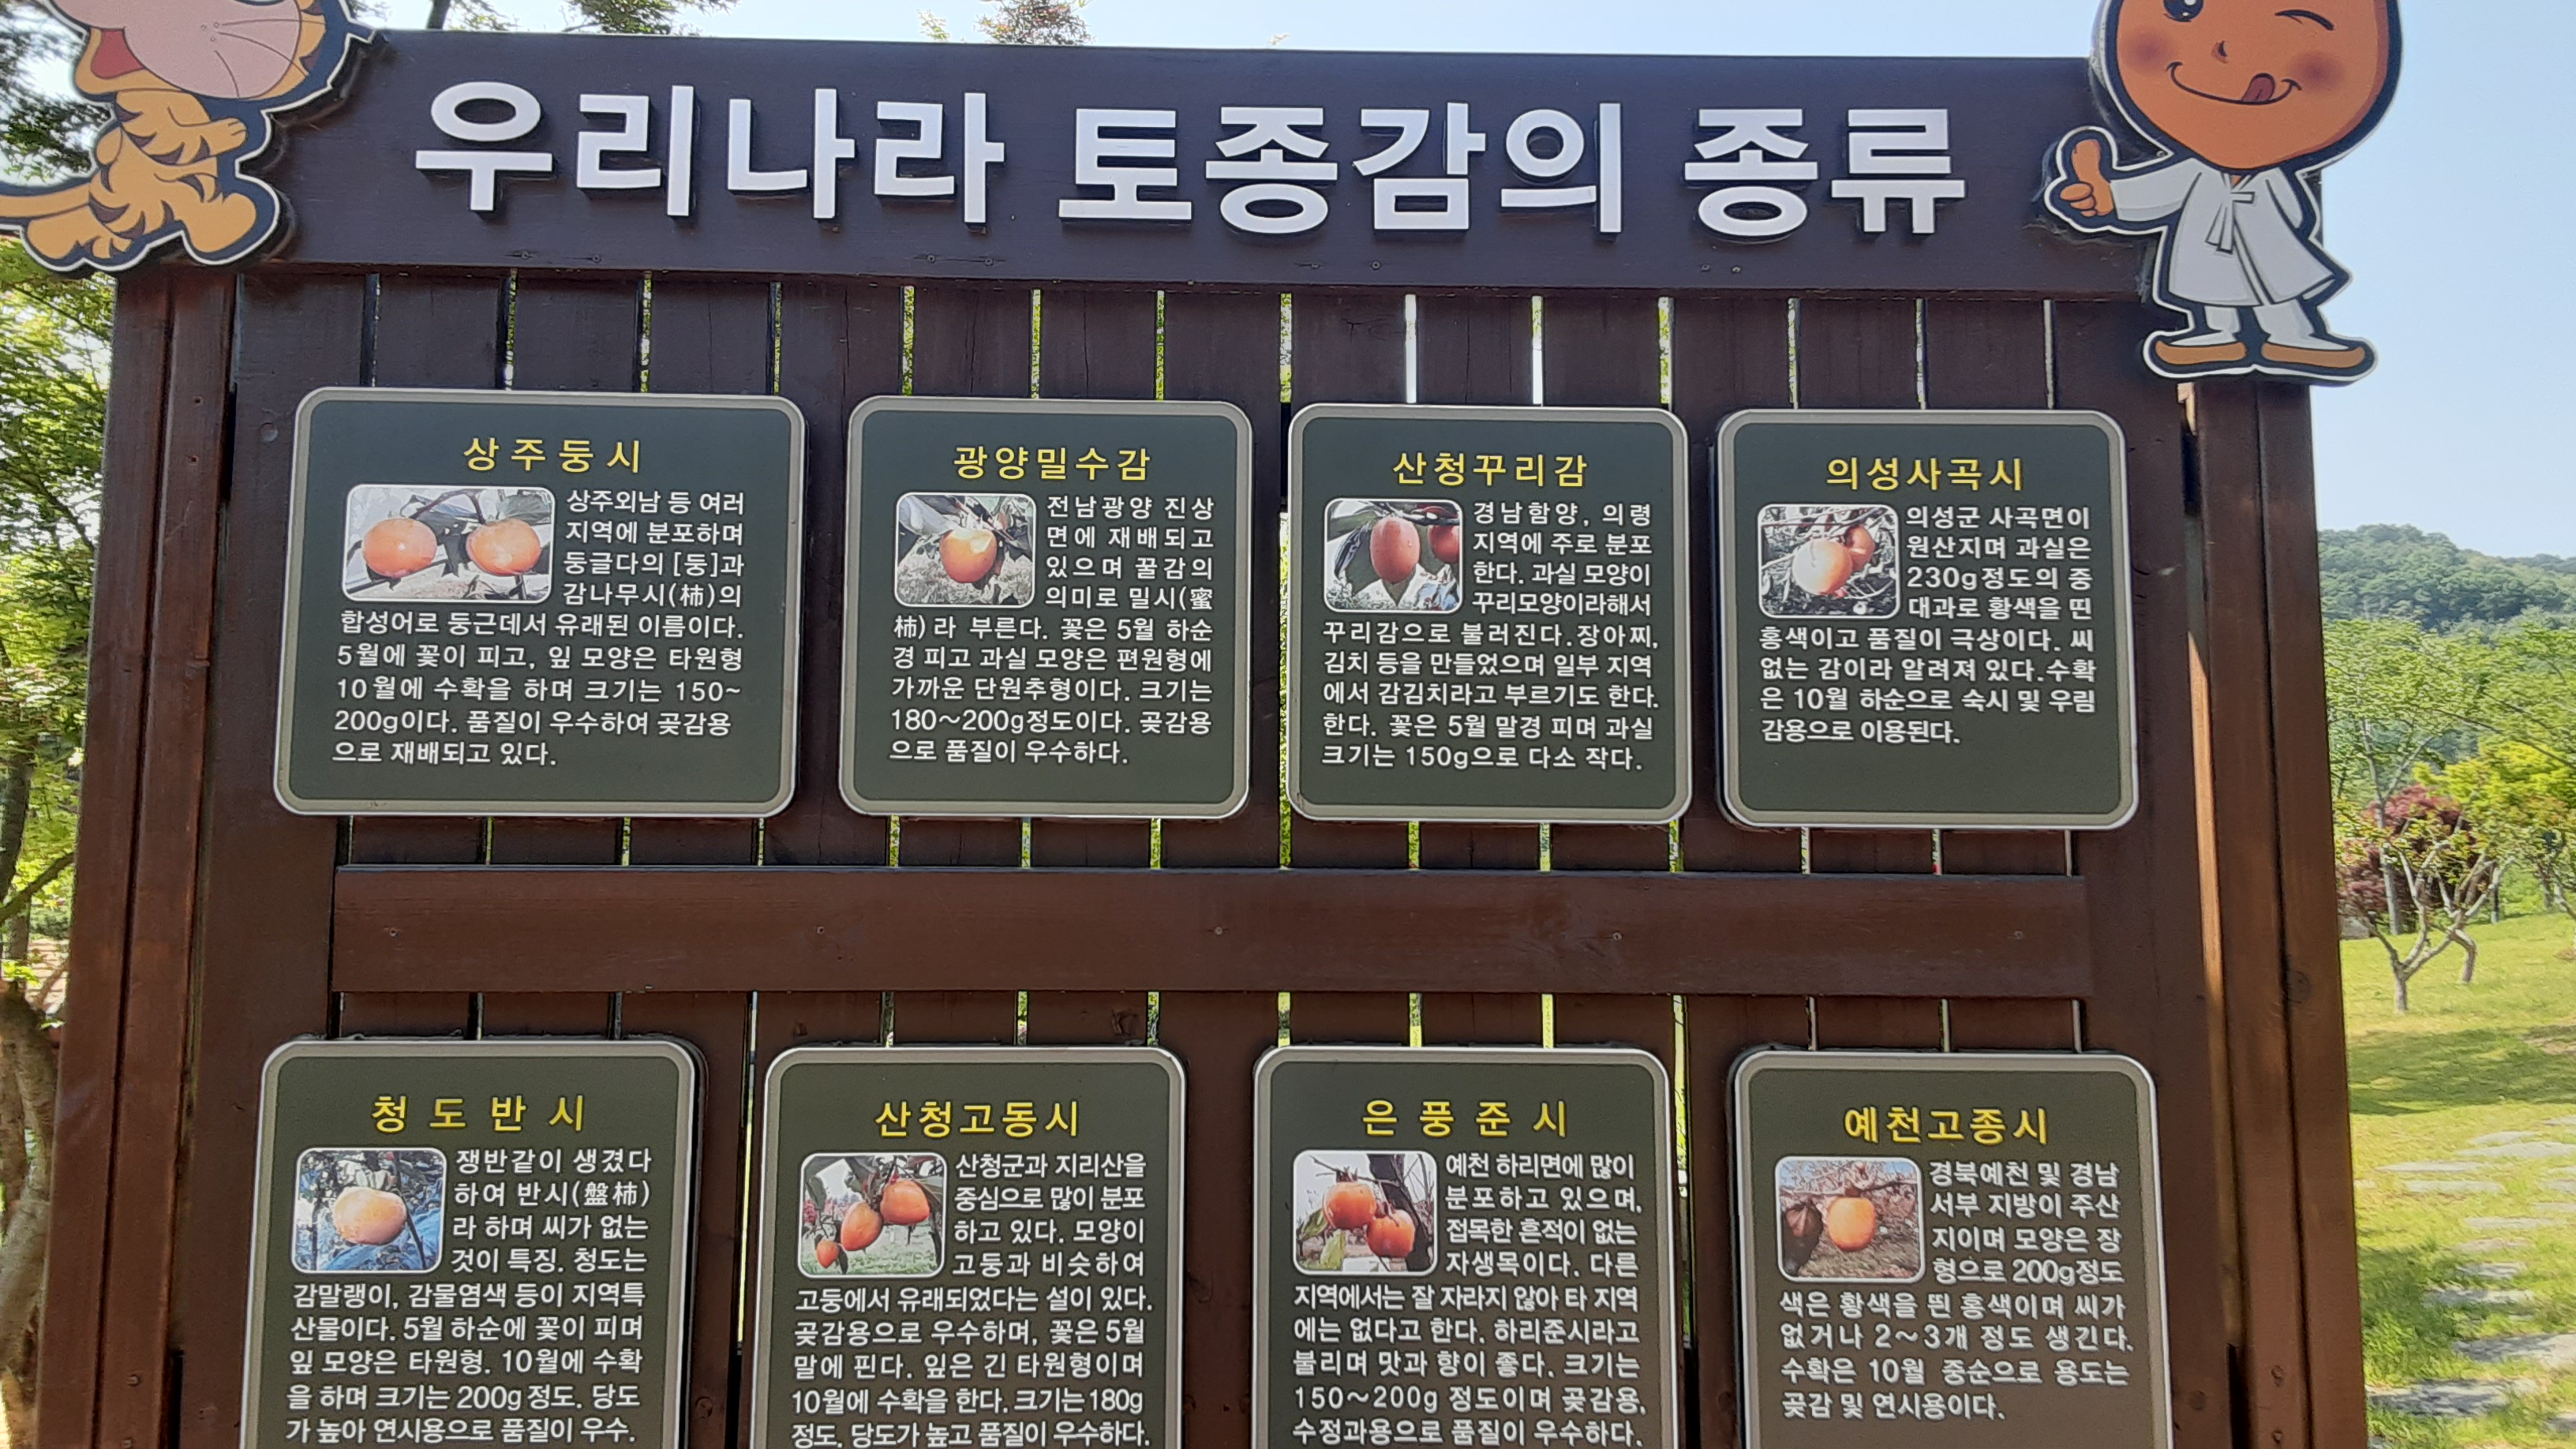 우리나라 토종감의 종류
상주둥시
상주외남 등 여러
지역에 분포하며
둥글다의 [둥]과
감나무시(柿)의
합성어로 둥근데서 유래된 이름이다.
5월에 꽃이 피고, 잎 모양은 타원형
10월에 수확을 하며 크기는 150~
200g이다. 품질이 우수하여 곶감용
으로 재배되고 있다.
광양밀수감
전남광양 진상
면에 재배되고
있으며 꿀감의
의미로 밀시(蜜
柿)라 부른다. 꽃은 5월 하순
경 피고 과실 모양은 편원형에
가까운 단원추형이다. 크기는
180~200g정도이다. 곶감용
으로 품질이 우수하다.
산청꾸리감
경남함양, 의령
지역에 주로 분포
한다. 과실 모양이
꾸리모양이라해서
꾸리감으로 불러진다. 장아찌,
김치 등을 만들었으며 일부 지역
에서 감김치라고 부르기도 한다.
한다. 꽃은 5월 말경 피며 과실
크기는 150g으로 다소 작다.
의성사곡시
의성군 사곡면이
원산지며 과실은
230g정도의 중
대과로 황색을 띤
홍색이고 품질이 극상이다. 씨
없는 감이라 알려져 있다.수확
은 10월 하순으로 숙시 및 우림
감용으로 이용된다.
청도반시
쟁반같이 생겼다
하여 반시(盤柿)
라 하며 씨가 없는
것이 특징. 청도는
감말랭이, 감물염색 등이 지역특
산물이다. 5월 하순에 꽃이 피며
잎 모양은 타원형. 10월에 수확
을 하며 크기는 200g 정도. 당도
가 높아 연시용으로 품질이 우수.
산청고동시
산청군과 지리산을
중심으로 많이 분포
하고 있다. 모양이
고둥과 비슷하여
고둥에서 유래되었다는 설이 있다.
곶감용으로 우수하며, 꽃은 5월
말에 핀다. 잎은 긴 타원형이며
10월에 수확을 한다. 크기는 180g
정도. 당도가 높고 품질이 우수하다.
은풍준시
예천 하리면에 많이
분포하고 있으며,
접목한 흔적이 없는
자생목이다. 다른
지역에서는 잘 자라지 않아 타 지역
에는 없다고 한다. 하리준시라고
불리며 맛과 향이 좋다. 크기는
150~200g 정도이며 곶감용,
수정과용으로 품질이 우수하다.
예천고종시
경북예천 및 경남
서부 지방이 주산
지이며 모양은 장
형으로 200g정도
색은 황색을 띈 홍색이며 씨가
없거나 2~3개 정도 생긴다.
수확은 10월 중순으로 용도는
곶감 및 연시용이다.